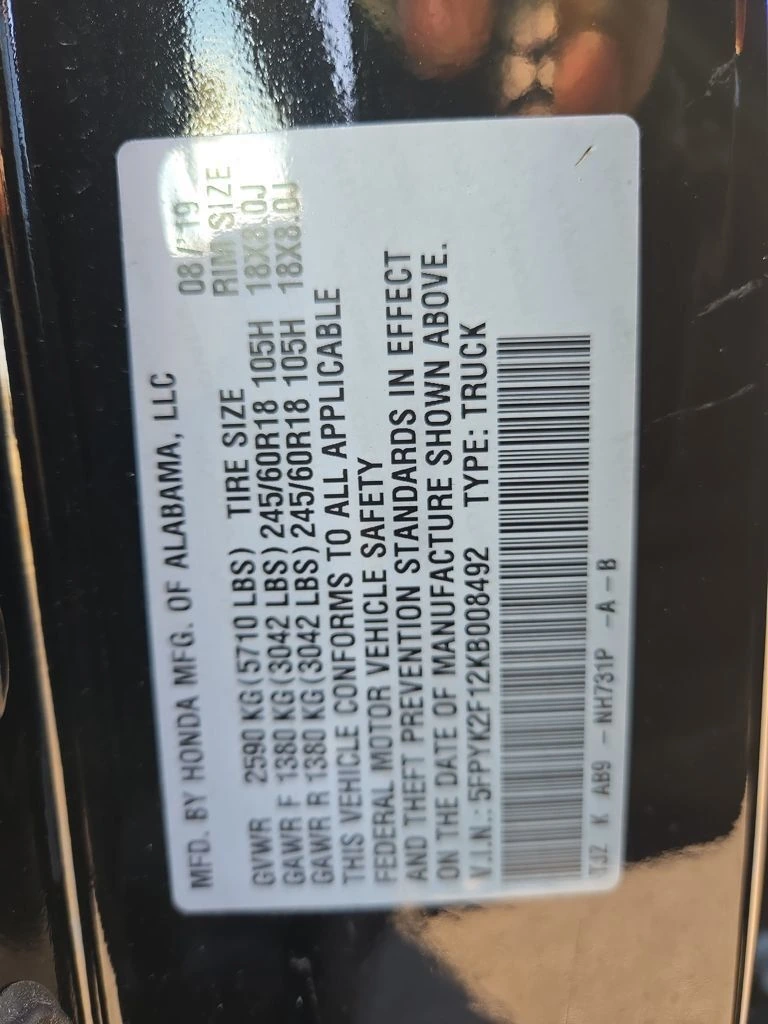 MFD. BY HONDA MFG. OF ALABAMA, LLC 08/'19
GVWR 2590 KG(5710 LBS) TIRE SIZE RIM SIZE
GAWR F 1380 KG(3042 LBS)245/60R18 105H 18X8.0J
GAWR R 1380 KG(3042 LBS)245/60R18 105H 18X8.0J
THIS VEHICLE CONFORMS TO ALL APPLICABLE
FEDERAL MOTOR VEHICLE SAFETY
AND THEFT PREVENTION STANDARDS IN EFFECT
ON THE DATE OF MANUFACTURE SHOWN ABOVE.
V.I.N.: 5FPYK2F12KB008492 TYPE: TRUCK
TJZ K AB9 -NH731P -A -B